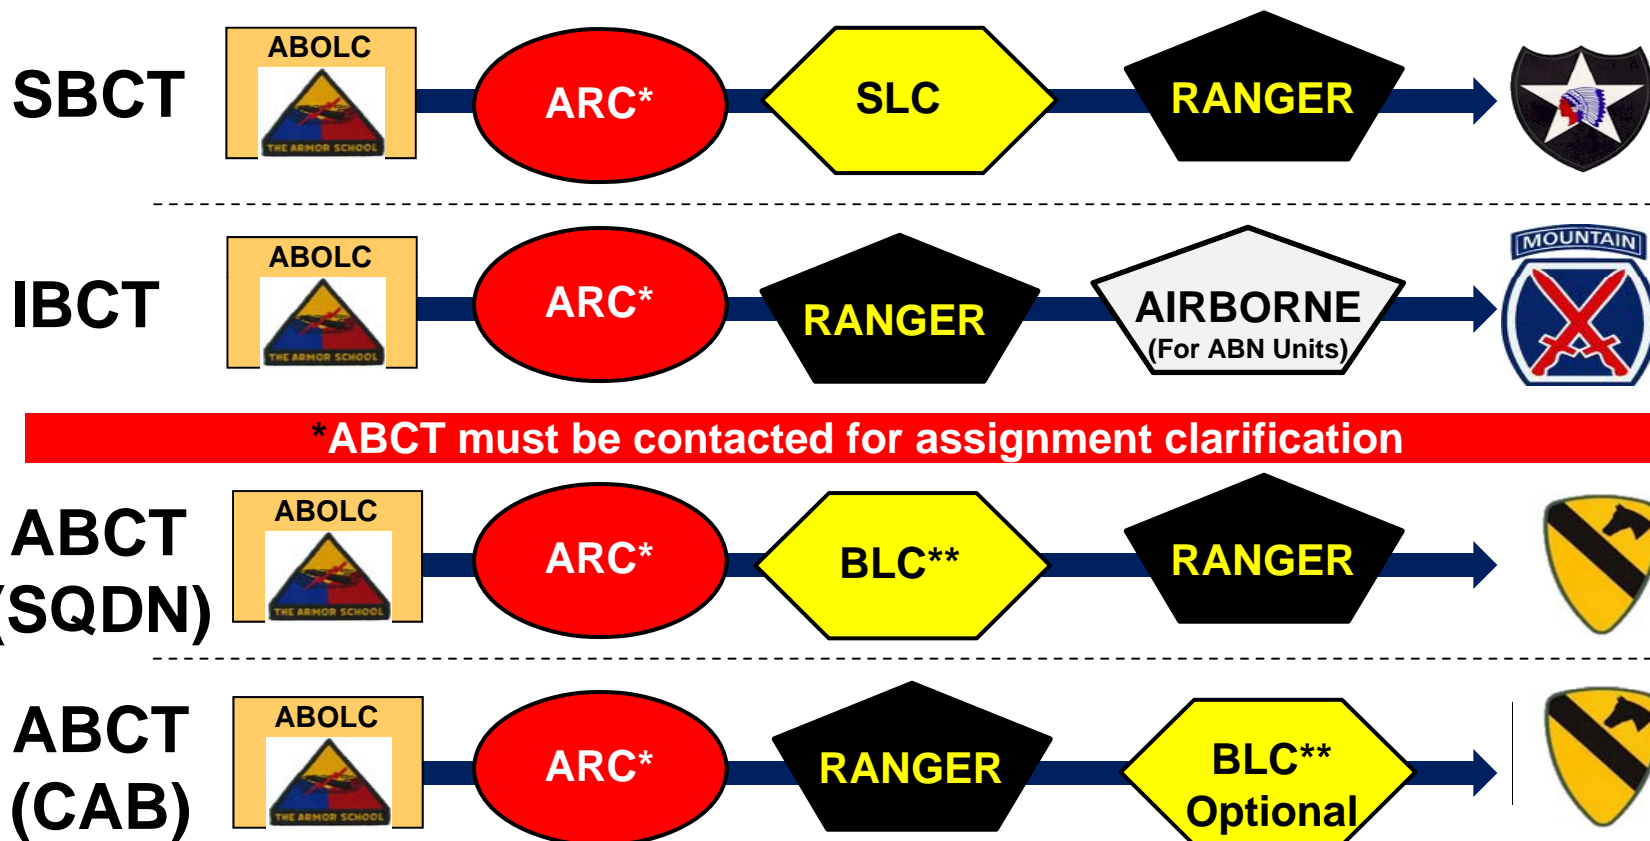 SBCT
ABOLC
THE ARMOR SCHOOL
ARC*
SLC
RANGER
IBCT
ABOLC
THE ARMOR SCHOOL
ARC*
RANGER
AIRBORNE
(For ABN Units)
MOUNTAIN
*ABCT must be contacted for assignment clarification
ABCT
(SQDN)
ABOLC
THE ARMOR SCHOOL
ARC*
BLC**
RANGER
ABCT
(CAB)
ABOLC
THE ARMOR SCHOOL
ARC*
RANGER
BLC**
Optional